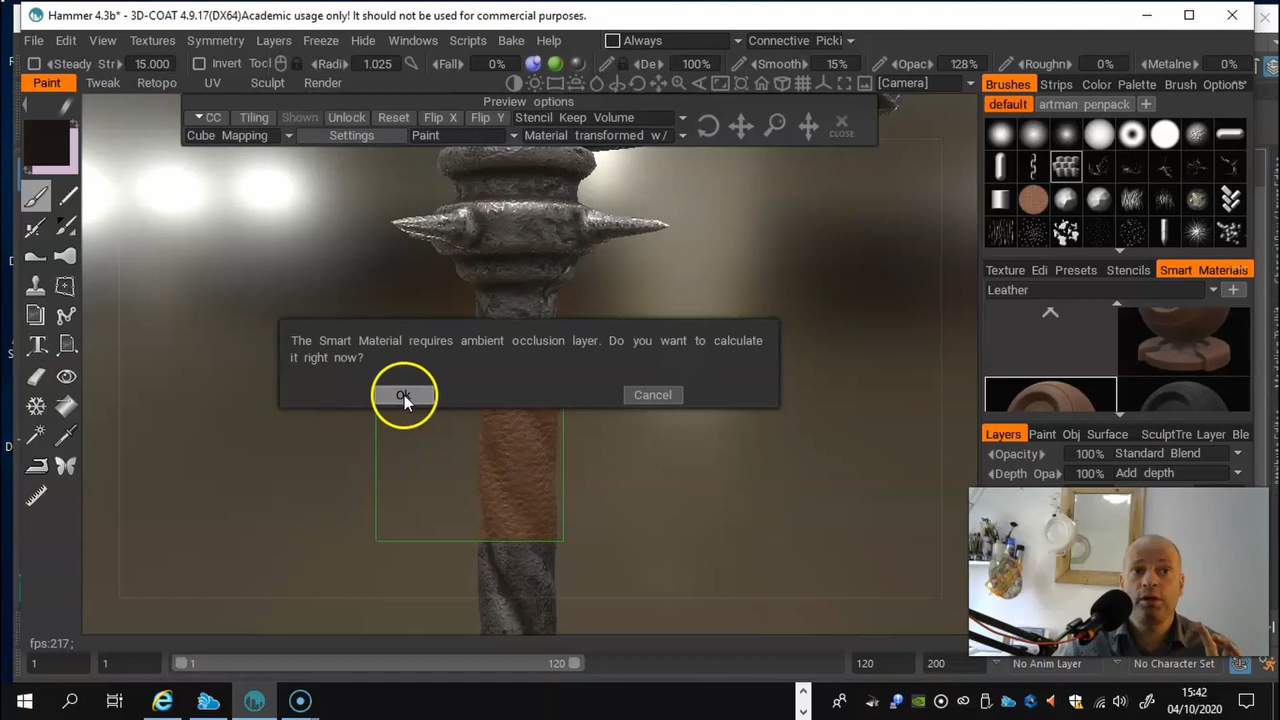 Hammer 4.3b* - 3D-COAT 4.9.17(DX64)Academic usage only! It should not be used for commercial purposes.
File Edit View Textures Symmetry Layers Freeze Hide Windows Scripts Bake Help Always Connective Picki
Steady Str 15.000 Invert Tool Radi 1.025 Fall 0% De 100% Smooth 15% Opac 128% Roughn 0% Metalne 0%
Paint Tweak Retopo UV Sculpt Render [Camera] Brushes Strips Color Palette Brush Options
Preview options
default artman penpack +
CC Tiling Shown Unlock Reset Flip X Flip Y Stencil Keep Volume
Cube Mapping Settings Paint Material transformed w/ CLOSE
Texture Edi Presets Stencils Smart Materials
Leather +
The Smart Material requires ambient occlusion layer. Do you want to calculate
it right now?
Ok Cancel
Layers Paint Obj Surface SculptTre Layer Ble
Opacity 100% Standard Blend
Depth Opa 100% Add depth
fps:217;
1 1 1 120 120 200 No Anim Layer No Character Set
15:42
04/10/2020